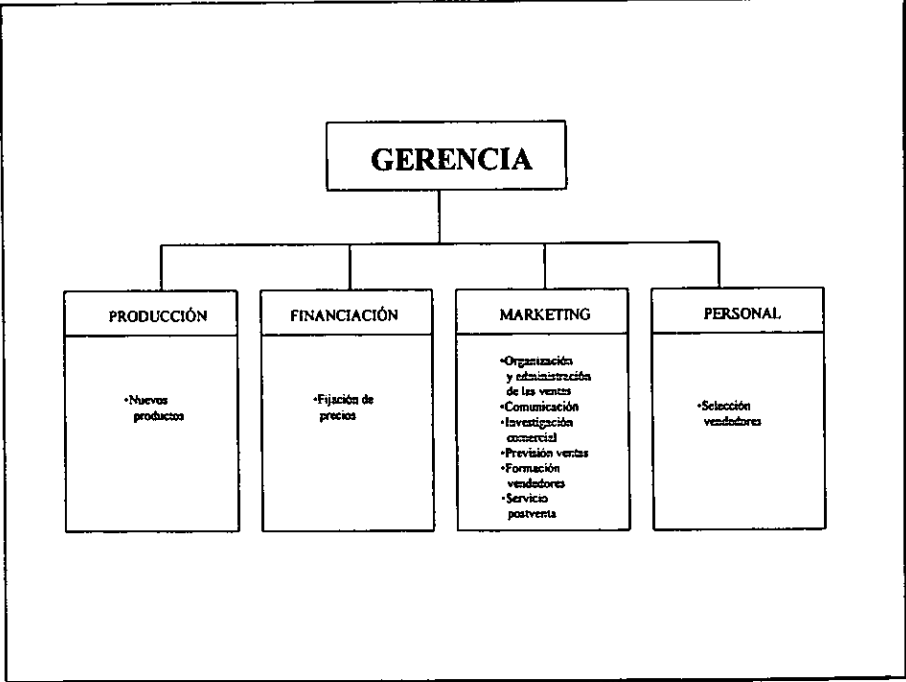 GERENCIA
PRODUCCIÓN
•Nuevos
productos
FINANCIACIÓN
•Fijación de
precios
MARKETING
•Organización
y administración
de las ventas
•Comunicación
•Investigación
comercial
•Previsión ventas
•Formación
vendedores
•Servicio
postventa
PERSONAL
•Selección
vendedores